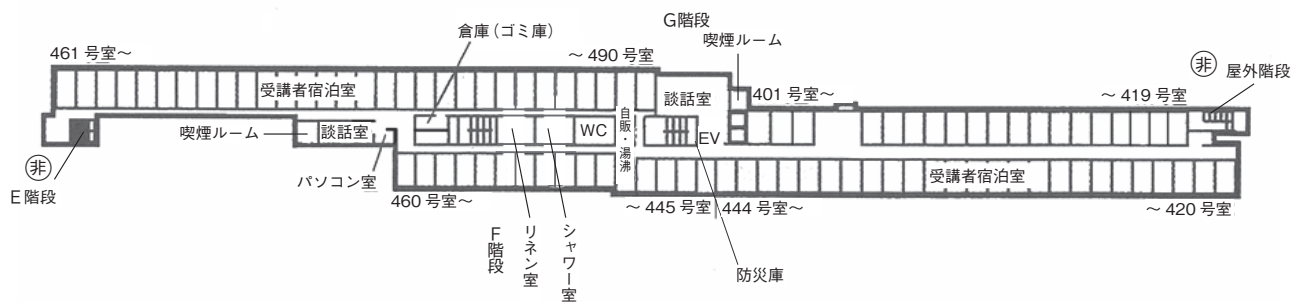 G階段
喫煙ルーム
倉庫（ゴミ庫）
461 号室～
～ 490 号室
非
屋外階段
受講者宿泊室
談話室
401 号室～
～ 419 号室
喫煙ルーム
談話室
WC
自販・湯沸
EV
非
E階段
パソコン室
受講者宿泊室
460 号室～
～ 445 号室
444 号室～
～ 420 号室
F階段
リネン室
シャワー室
防災庫